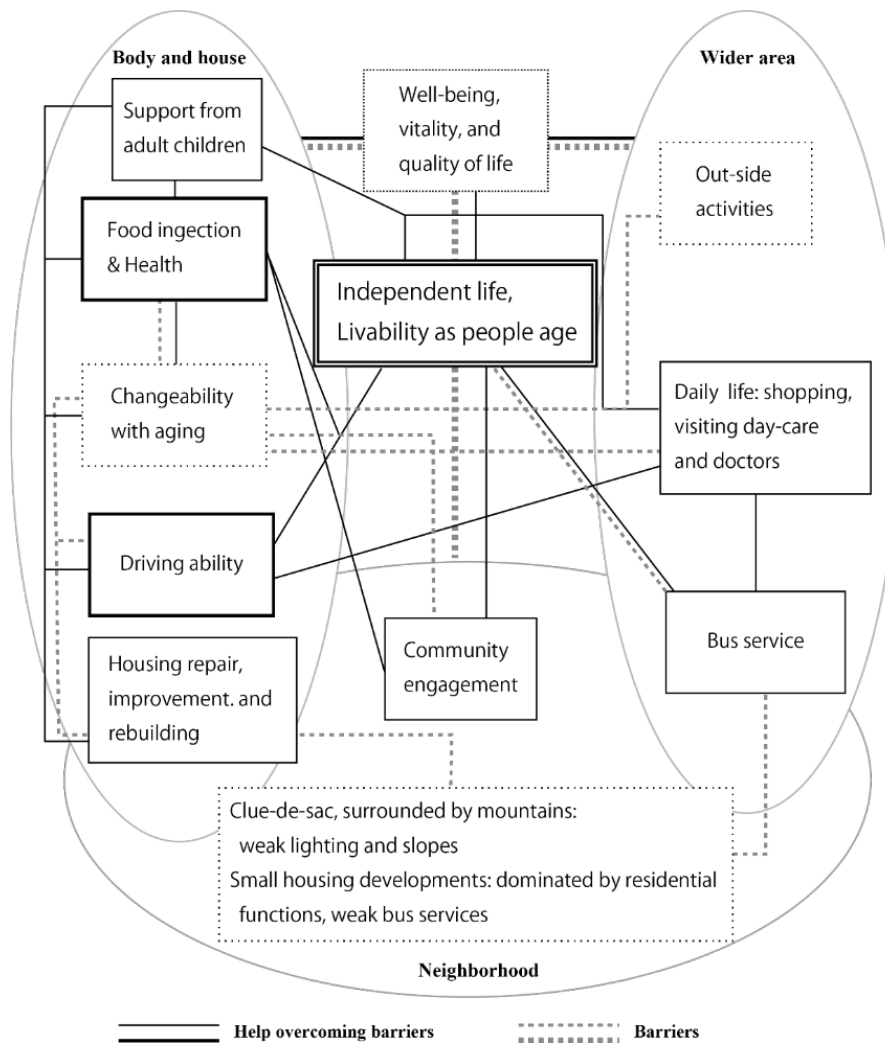 Body and house
Wider area
Support from
adult children
Well-being,
vitality, and
quality of life
Out-side
activities
Food ingection
& Health
Independent life,
Livability as people age
Changeability
with aging
Daily life: shopping,
visiting day-care
and doctors
Driving ability
Housing repair,
improvement. and
rebuilding
Community
engagement
Bus service
Clue-de-sac, surrounded by mountains:
weak lighting and slopes
Small housing developments: dominated by residential
functions, weak bus services
Neighborhood
Help overcoming barriers
Barriers